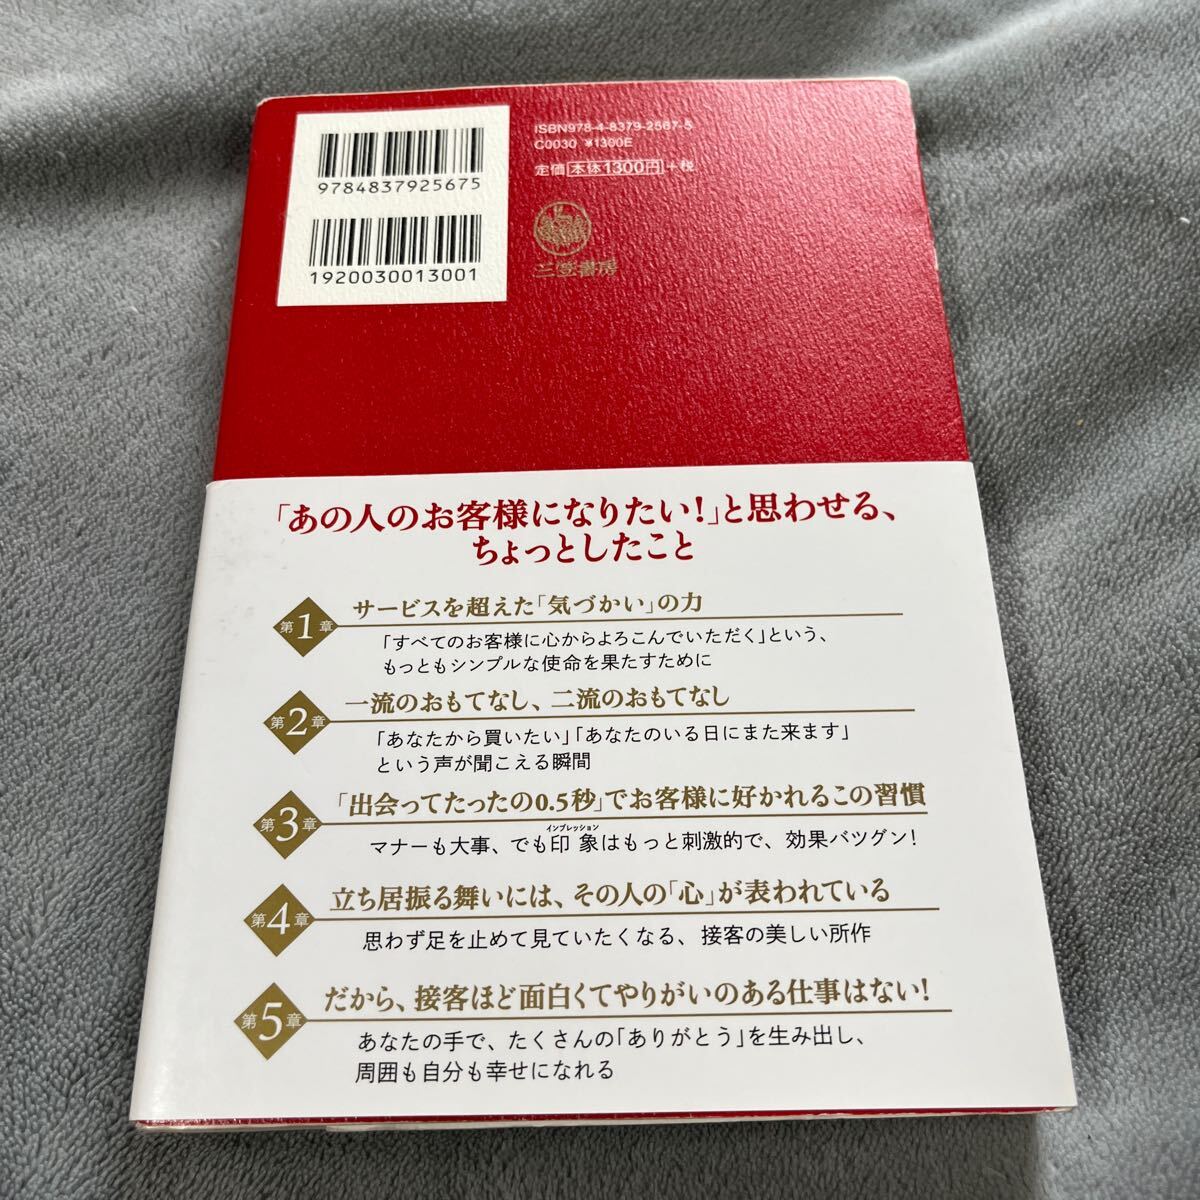 9784837925675
1920030013001
ISBN978-4-8379-2567-5
C0030 ¥1300E
定価 本体1300円 +税
三笠書房
「あの人のお客様になりたい!」と思わせる、
ちょっとしたこと
第1章 サービスを超えた「気づかい」の力
「すべてのお客様に心からよろこんでいただく」という、
もっともシンプルな使命を果たすために
第2章 一流のおもてなし、二流のおもてなし
「あなたから買いたい」「あなたのいる日にまた来ます」
という声が聞こえる瞬間
第3章 「出会ってたったの0.5秒」でお客様に好かれるこの習慣
インプレッション
マナーも大事、でも印象はもっと刺激的で、効果バツグン!
第4章 立ち居振る舞いには、その人の「心」が表われている
思わず足を止めて見ていたくなる、接客の美しい所作
第5章 だから、接客ほど面白くてやりがいのある仕事はない!
あなたの手で、たくさんの「ありがとう」を生み出し、
周囲も自分も幸せになれる